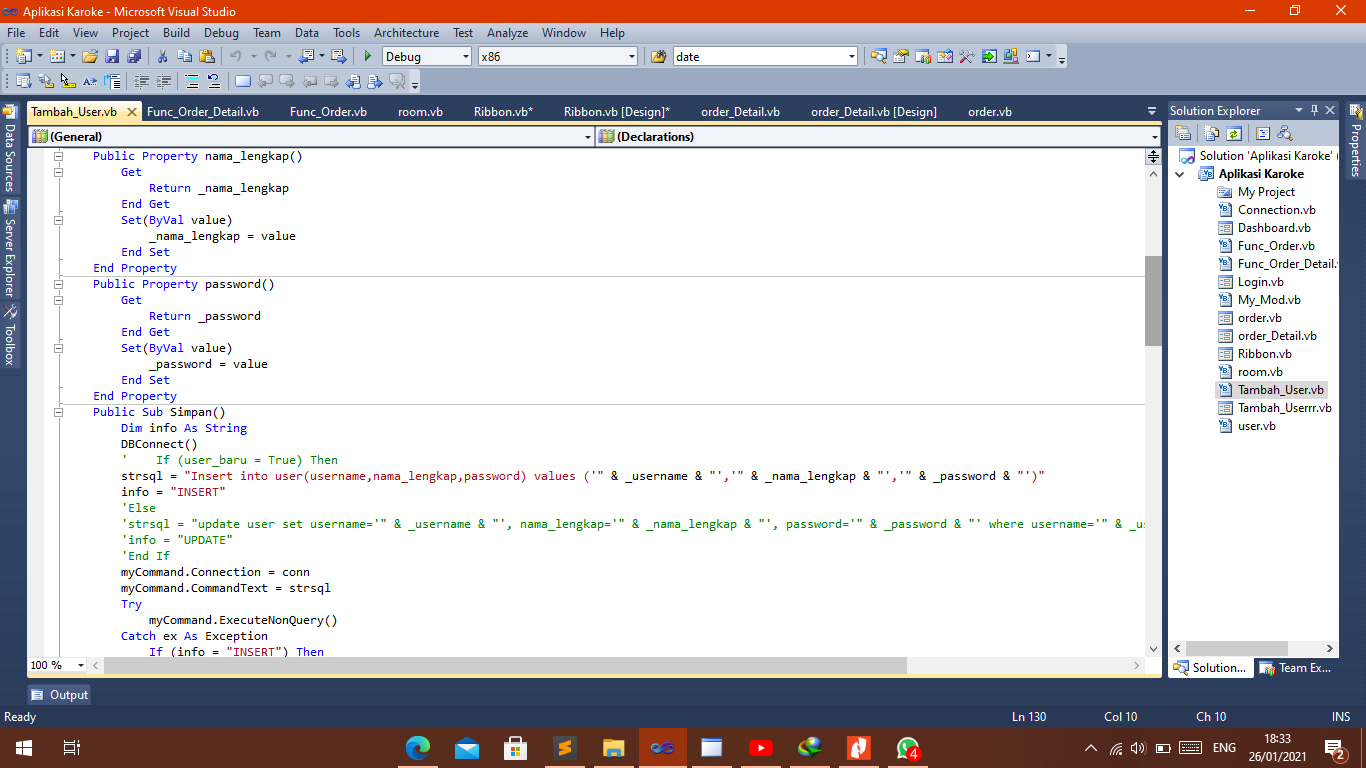 Aplikasi Karoke - Microsoft Visual Studio
File Edit View Project Build Debug Team Data Tools Architecture Test Analyze Window Help
Debug x86 date
Tambah_User.vb Func_Order_Detail.vb Func_Order.vb room.vb Ribbon.vb* Ribbon.vb [Design]* order_Detail.vb order_Detail.vb [Design] order.vb
(General) (Declarations)
Data Sources
Server Explorer
Toolbox
Public Property nama_lengkap()
Get
Return _nama_lengkap
End Get
Set(ByVal value)
_nama_lengkap = value
End Set
End Property
Public Property password()
Get
Return _password
End Get
Set(ByVal value)
_password = value
End Set
End Property
Public Sub Simpan()
Dim info As String
DBConnect()
'    If (user_baru = True) Then
strsql = "Insert into user(username,nama_lengkap,password) values ('" & _username & "','" & _nama_lengkap & "','" & _password & "')"
info = "INSERT"
'Else
'strsql = "update user set username='" & _username & "', nama_lengkap='" & _nama_lengkap & "', password='" & _password & "' where username='" & _us
'info = "UPDATE"
'End If
myCommand.Connection = conn
myCommand.CommandText = strsql
Try
myCommand.ExecuteNonQuery()
Catch ex As Exception
If (info = "INSERT") Then
100 %
Solution Explorer
Solution 'Aplikasi Karoke' (
Aplikasi Karoke
My Project
Connection.vb
Dashboard.vb
Func_Order.vb
Func_Order_Detail.
Login.vb
My_Mod.vb
order.vb
order_Detail.vb
Ribbon.vb
room.vb
Tambah_User.vb
Tambah_Userrr.vb
user.vb
Solution... Team Ex...
Properties
Output
Ready Ln 130 Col 10 Ch 10 INS
4 ENG 18:33 2
26/01/2021